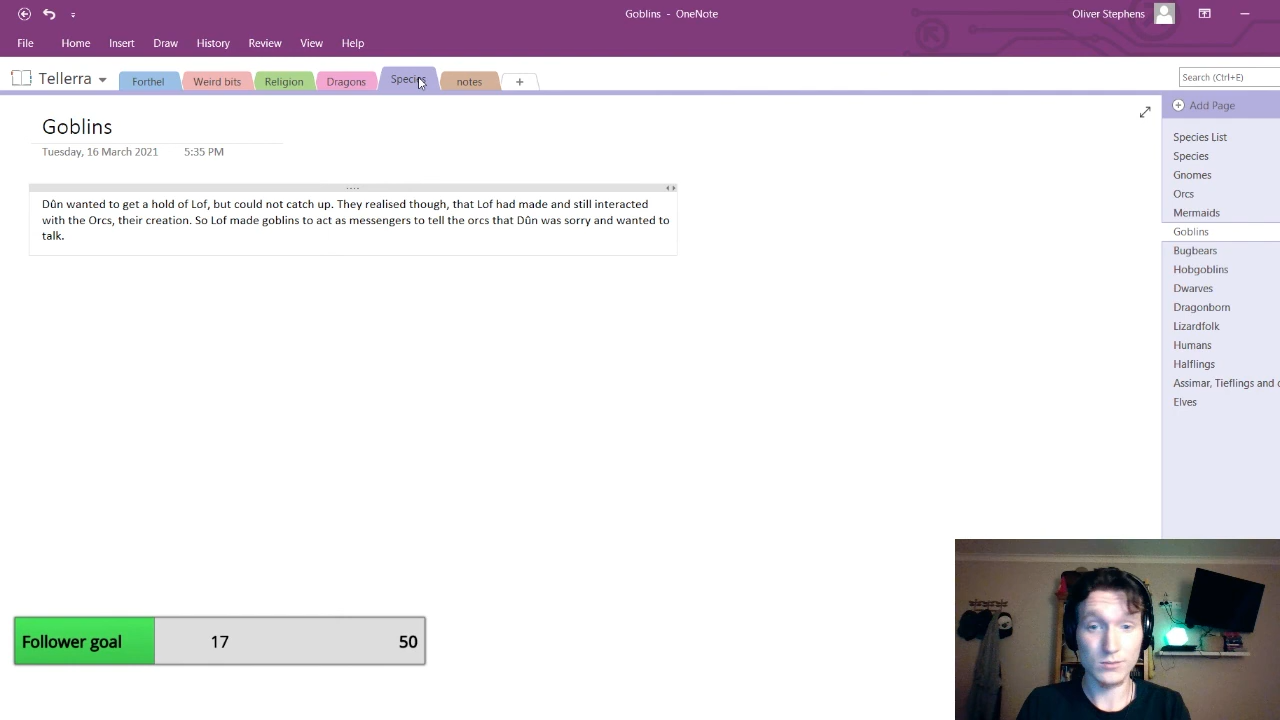 Goblins - OneNote
Oliver Stephens
File Home Insert Draw History Review View Help
Tellerra
Forthel Weird bits Religion Dragons Species notes +
Search (Ctrl+E)
Goblins
Tuesday, 16 March 2021 5:35 PM
Dûn wanted to get a hold of Lof, but could not catch up. They realised though, that Lof had made and still interacted
with the Orcs, their creation. So Lof made goblins to act as messengers to tell the orcs that Dûn was sorry and wanted to
talk.
Add Page
Species List
Species
Gnomes
Orcs
Mermaids
Goblins
Bugbears
Hobgoblins
Dwarves
Dragonborn
Lizardfolk
Humans
Halflings
Assimar, Tieflings and
Elves
Follower goal 17 50